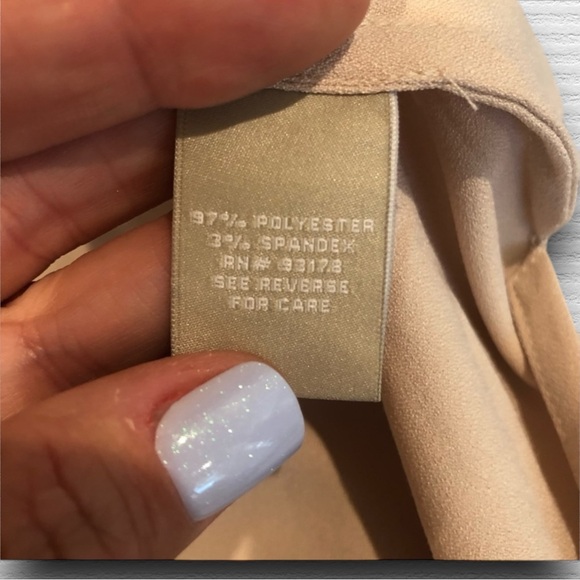 97% POLYESTER
3% SPANDEX
RN# 93178
SEE REVERSE
FOR CARE